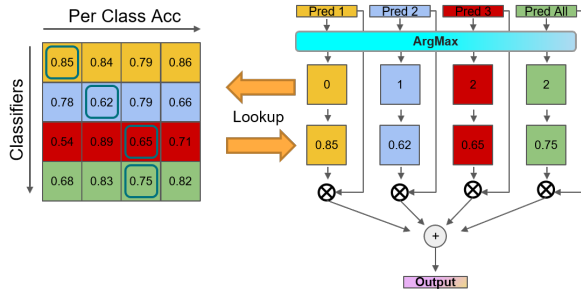 Per Class Acc
Classifiers
0.85 0.84 0.79 0.86
0.78 0.62 0.79 0.66
0.54 0.89 0.65 0.71
0.68 0.83 0.75 0.82
Lookup
Pred 1 Pred 2 Pred 3 Pred All
ArgMax
0 1 2 2
0.85 0.62 0.65 0.75
+
Output